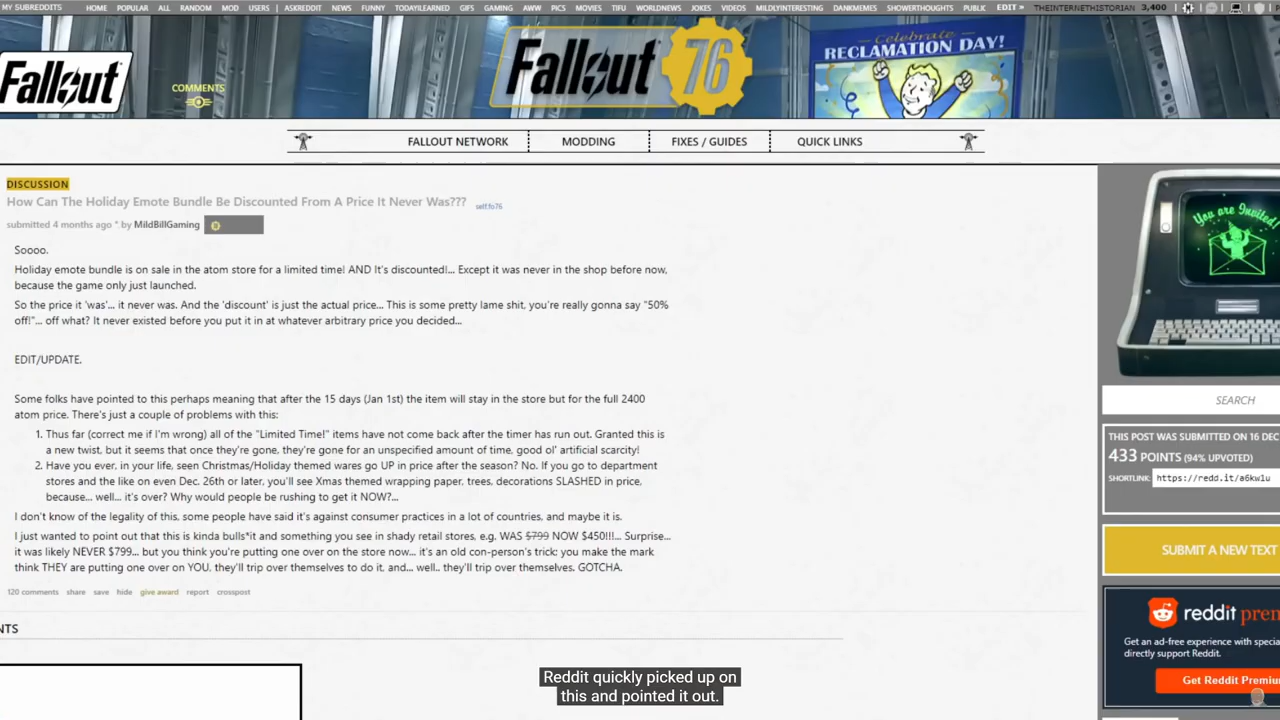 MY SUBREDDITS HOME POPULAR ALL RANDOM MOD USERS ASKREDDIT NEWS FUNNY TODAYILEARNED GIFS GAMING AWW PICS MOVIES TIFU WORLDNEWS JOKES VIDEOS MILDLYINTERESTING DANKMEMES SHOWERTHOUGHTS PUBLIC EDIT » THEINTERNETHISTORIAN 3,400
Celebrate
RECLAMATION DAY!
Fallout
COMMENTS
Fallout 76
FALLOUT NETWORK MODDING FIXES / GUIDES QUICK LINKS
DISCUSSION
How Can The Holiday Emote Bundle Be Discounted From A Price It Never Was??? self.fo76
submitted 4 months ago * by MildBillGaming
Soooo.
Holiday emote bundle is on sale in the atom store for a limited time! AND It's discounted!... Except it was never in the shop before now,
because the game only just launched.
So the price it 'was'... it never was. And the 'discount' is just the actual price... This is some pretty lame shit, you're really gonna say "50%
off!"... off what? It never existed before you put it in at whatever arbitrary price you decided...
EDIT/UPDATE.
Some folks have pointed to this perhaps meaning that after the 15 days (Jan 1st) the item will stay in the store but for the full 2400
atom price. There's just a couple of problems with this:
1. Thus far (correct me if I'm wrong) all of the "Limited Time!" items have not come back after the timer has run out. Granted this is
a new twist, but it seems that once they're gone, they're gone for an unspecified amount of time, good ol' artificial scarcity!
2. Have you ever, in your life, seen Christmas/Holiday themed wares go UP in price after the season? No. If you go to department
stores and the like on even Dec. 26th or later, you'll see Xmas themed wrapping paper, trees, decorations SLASHED in price,
because... well... it's over? Why would people be rushing to get it NOW?...
I don't know of the legality of this, some people have said it's against consumer practices in a lot of countries, and maybe it is.
I just wanted to point out that this is kinda bulls*it and something you see in shady retail stores, e.g. WAS $799 NOW $450!!!... Surprise...
it was likely NEVER $799... but you think you're putting one over on the store now... it's an old con-person's trick: you make the mark
think THEY are putting one over on YOU, they'll trip over themselves to do it, and... well.. they'll trip over themselves. GOTCHA.
120 comments share save hide give award report crosspost
NTS
You are Invited!
SEARCH
THIS POST WAS SUBMITTED ON 16 DEC
433 POINTS (94% UPVOTED)
SHORTLINK: https://redd.it/a6kw1u
SUBMIT A NEW TEXT
reddit prem
Get an ad-free experience with specia
directly support Reddit.
Get Reddit Premiu
Reddit quickly picked up on
this and pointed it out.